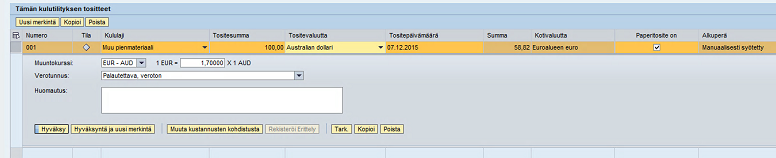 Tämän kulutilityksen tositteet
Uusi merkintä Kopioi Poista
Numero Tila Kululaji Tositesumma Tositevaluutta Tositepäivämäärä Summa Kotivaluutta Paperitosite on Alkuperä
001 Muu pienmateriaali 100,00 Australian dollari 07.12.2015 58,82 Euroalueen euro Manuaalisesti syötetty
Muuntokurssi: EUR - AUD 1 EUR = 1,70000 X 1 AUD
Verotunnus: Palautettava, veroton
Huomautus:
Hyväksy Hyväksyntä ja uusi merkintä Muuta kustannusten kohdistusta Rekisteröi Erittely Tark. Kopioi Poista